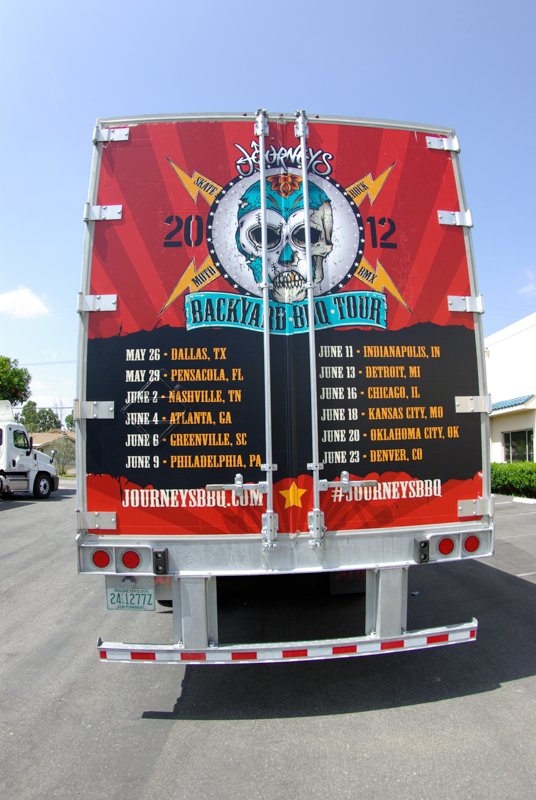 JOURNEYS
SKATE
ROCK
2012
MOTO
BMX
BACKYARD BBQ TOUR
MAY 26 - DALLAS, TX
MAY 29 - PENSACOLA, FL
JUNE 2 - NASHVILLE, TN
JUNE 4 - ATLANTA, GA
JUNE 6 - GREENVILLE, SC
JUNE 9 - PHILADELPHIA, PA
JUNE 11 - INDIANAPOLIS, IN
JUNE 13 - DETROIT, MI
JUNE 16 - CHICAGO, IL
JUNE 18 - KANSAS CITY, MO
JUNE 20 - OKLAHOMA CITY, OK
JUNE 23 - DENVER, CO
JOURNEYSBBQ.COM
#JOURNEYSBBQ
24 1277Z